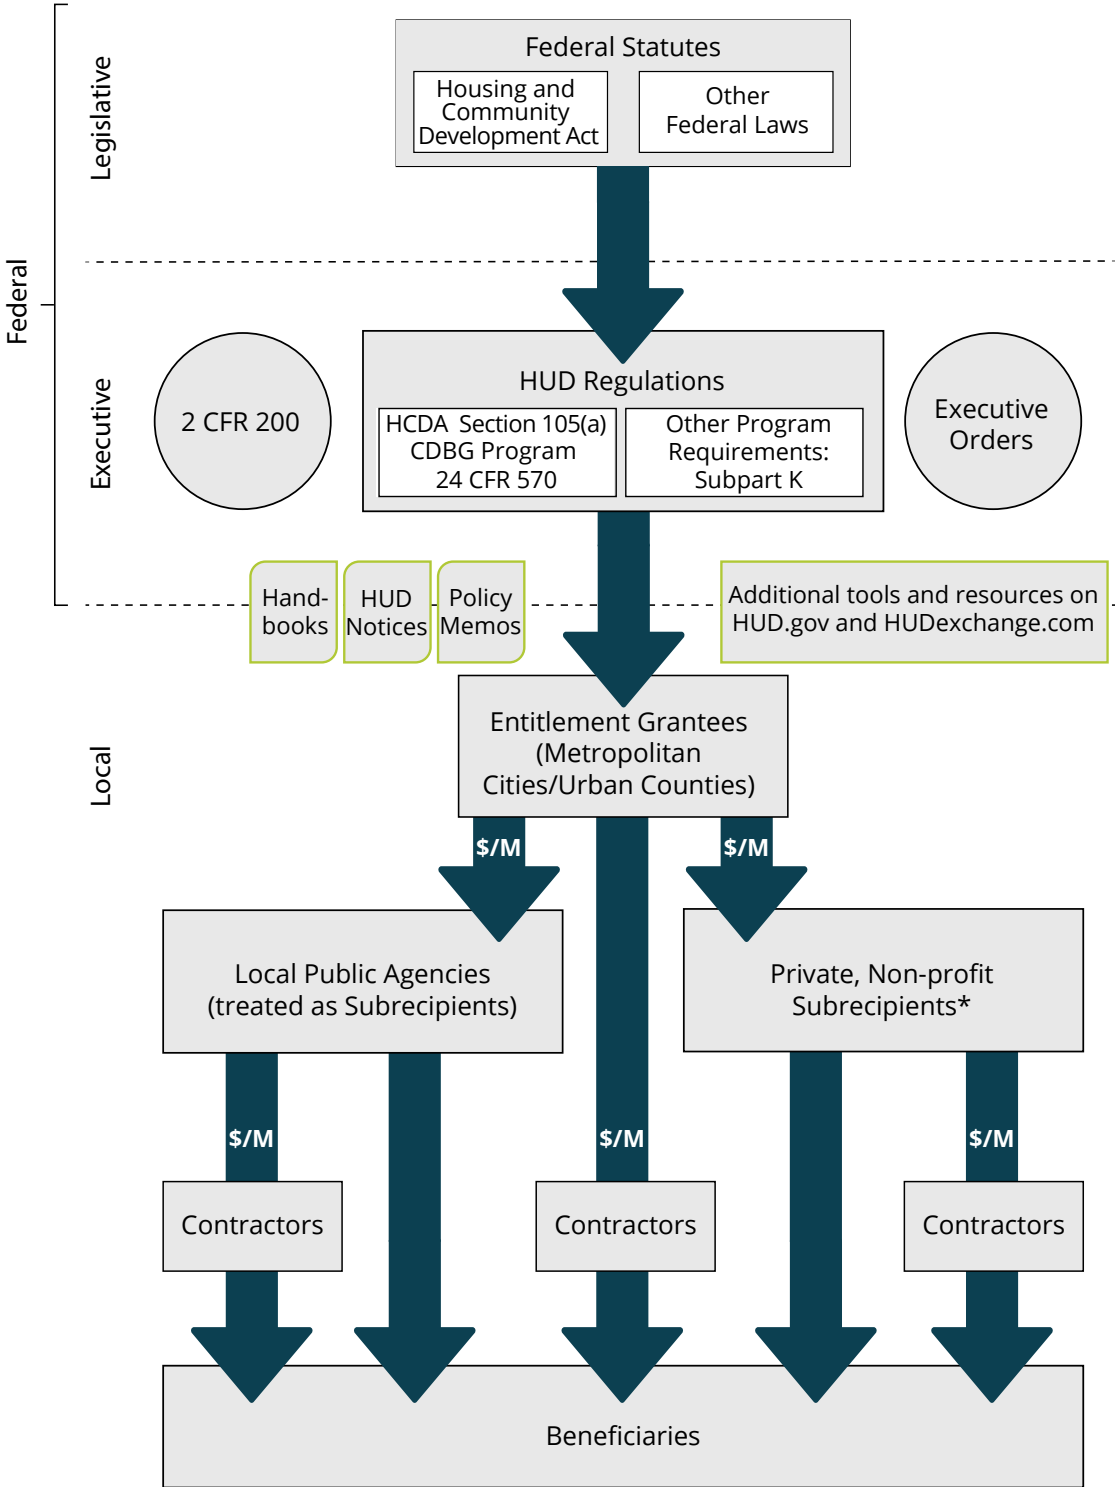 Federal
Legislative
Federal Statutes
Housing and
Community
Development Act
Other
Federal Laws
Executive
2 CFR 200
HUD Regulations
HCDA Section 105(a)
CDBG Program
24 CFR 570
Other Program
Requirements:
Subpart K
Executive
Orders
Hand-
books
HUD
Notices
Policy
Memos
Additional tools and resources on
HUD.gov and HUDexchange.com
Local
Entitlement Grantees
(Metropolitan
Cities/Urban Counties)
$/M
$/M
Local Public Agencies
(treated as Subrecipients)
Private, Non-profit
Subrecipients*
$/M
$/M
$/M
Contractors
Contractors
Contractors
Beneficiaries